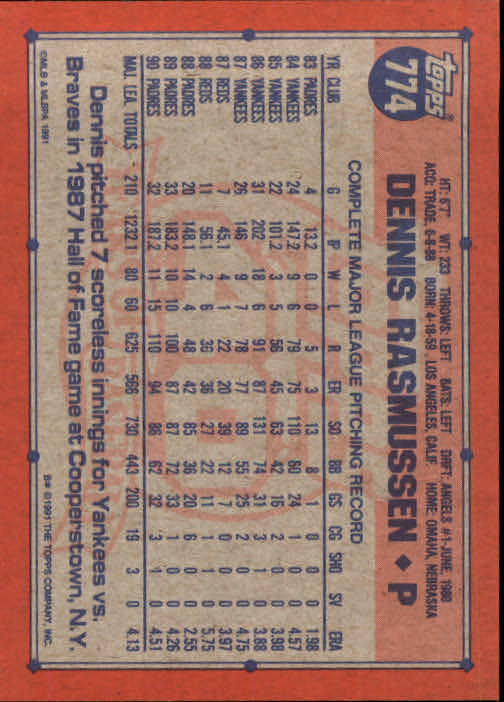 topps®
774
DENNIS RASMUSSEN ◆ P
HT: 6'7" WT: 233 THROWS: LEFT BATS: LEFT DRFT: ANGELS #1-JUNE 1980
ACQ: TRADE 6-8-88 BORN: 4-18-59, LOS ANGELES, CALIF. HOME: OMAHA, NEBRASKA
COMPLETE MAJOR LEAGUE PITCHING RECORD
YR CLUB G IP W L R ER SO BB GS CG SHO SV ERA
83 PADRES 4 13.2 0 0 5 3 13 8 1 0 0 0 1.98
84 YANKEES 24 147.2 9 6 79 75 110 60 24 1 0 0 4.57
85 YANKEES 22 101.2 3 5 56 45 63 42 16 2 0 0 3.98
86 YANKEES 31 202 18 6 91 87 131 74 31 3 1 0 3.88
87 YANKEES 26 146 9 7 78 77 89 55 25 2 0 0 4.75
87 REDS 7 45.1 4 1 22 20 39 12 7 0 0 0 3.97
88 REDS 11 56.1 2 6 36 36 27 22 11 1 1 0 5.75
88 PADRES 20 148.1 14 4 48 42 85 36 20 6 0 0 2.55
89 PADRES 33 183.2 10 10 100 87 87 72 33 1 0 0 4.26
90 PADRES 32 187.2 11 15 110 94 86 62 32 3 1 0 4.51
MAJ. LEA. TOTALS - 210 1232.1 80 60 625 566 730 443 200 19 3 0 4.13
Dennis pitched 7 scoreless innings for Yankees vs.
Braves in 1987 Hall of Fame game at Cooperstown, N.Y.
©MLB & MLBPA 1991
B* ©1991 THE TOPPS COMPANY, INC.